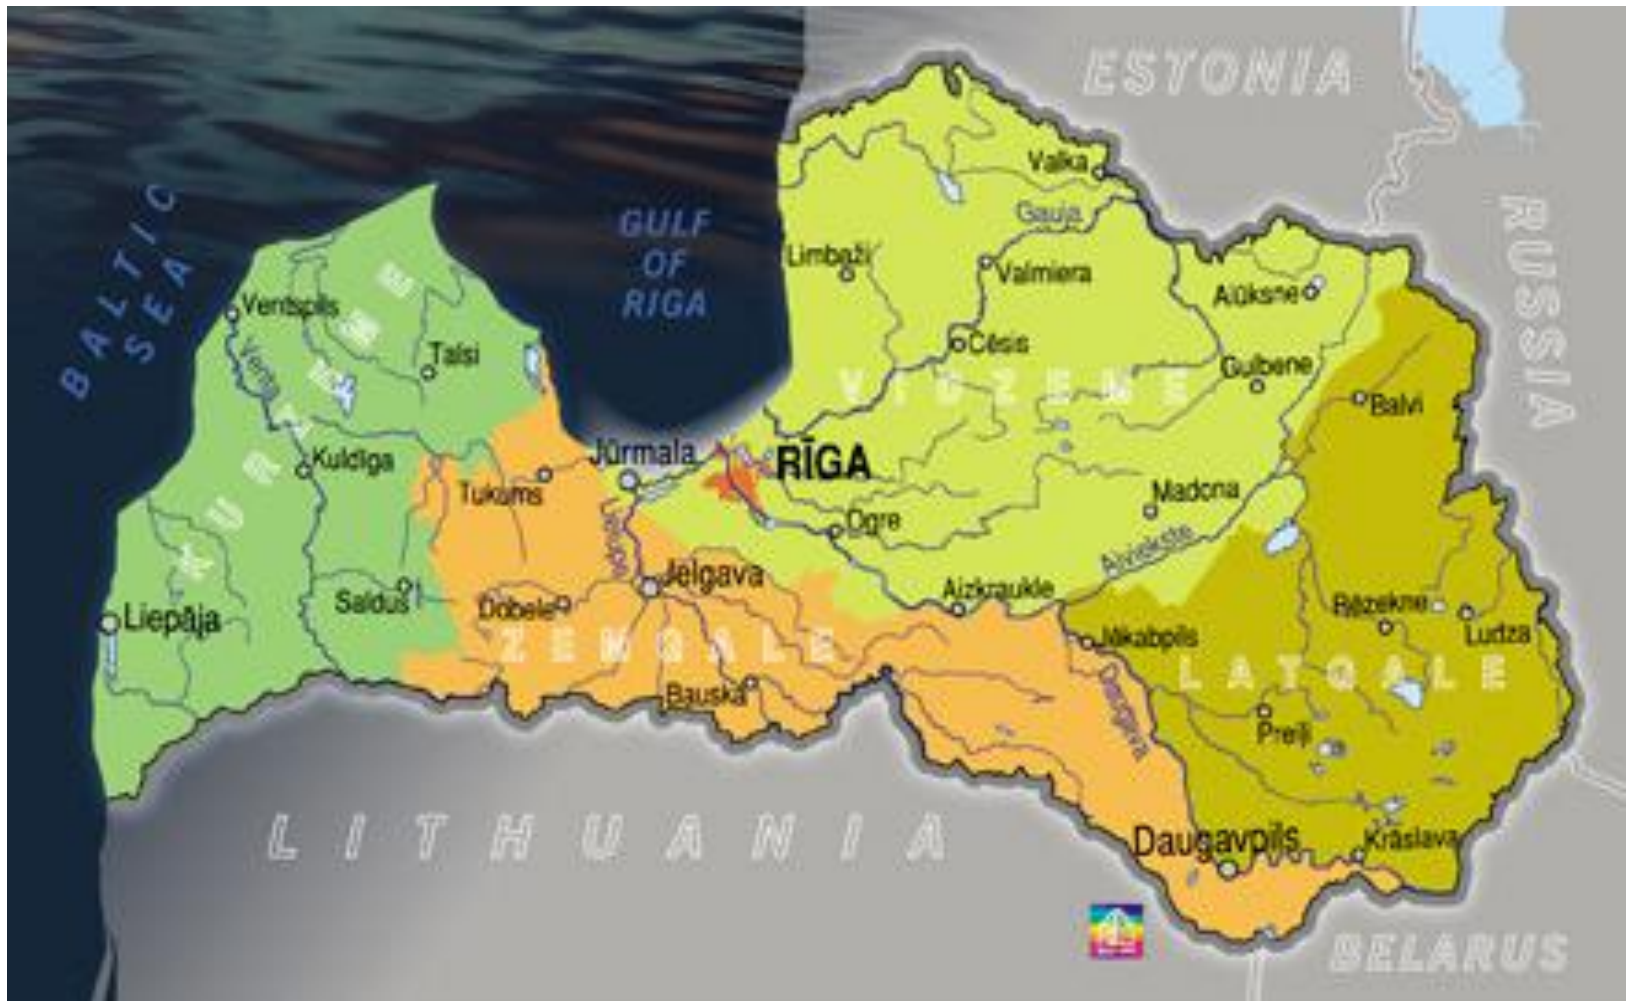 ESTONIA
RUSSIA
BALTIC
SEA
GULF
OF
RIGA
Valka
Gauja
Limbaži
Valmiera
Alūksne
Ventspils
Venta
Talsi
Cēsis
Gulbene
VIDZEME
Balvi
KURZEME
Kuldīga
Jūrmala
RĪGA
Tukums
Madona
Ogre
Aiviekste
Jelgava
Aizkraukle
Saldus
Dobele
Liepāja
ZEMGALE
Rēzekne
Ludza
Jēkabpils
LATGALE
Bauska
Daugava
Preiļi
LITHUANIA
Daugavpils
Krāslava
BELARUS